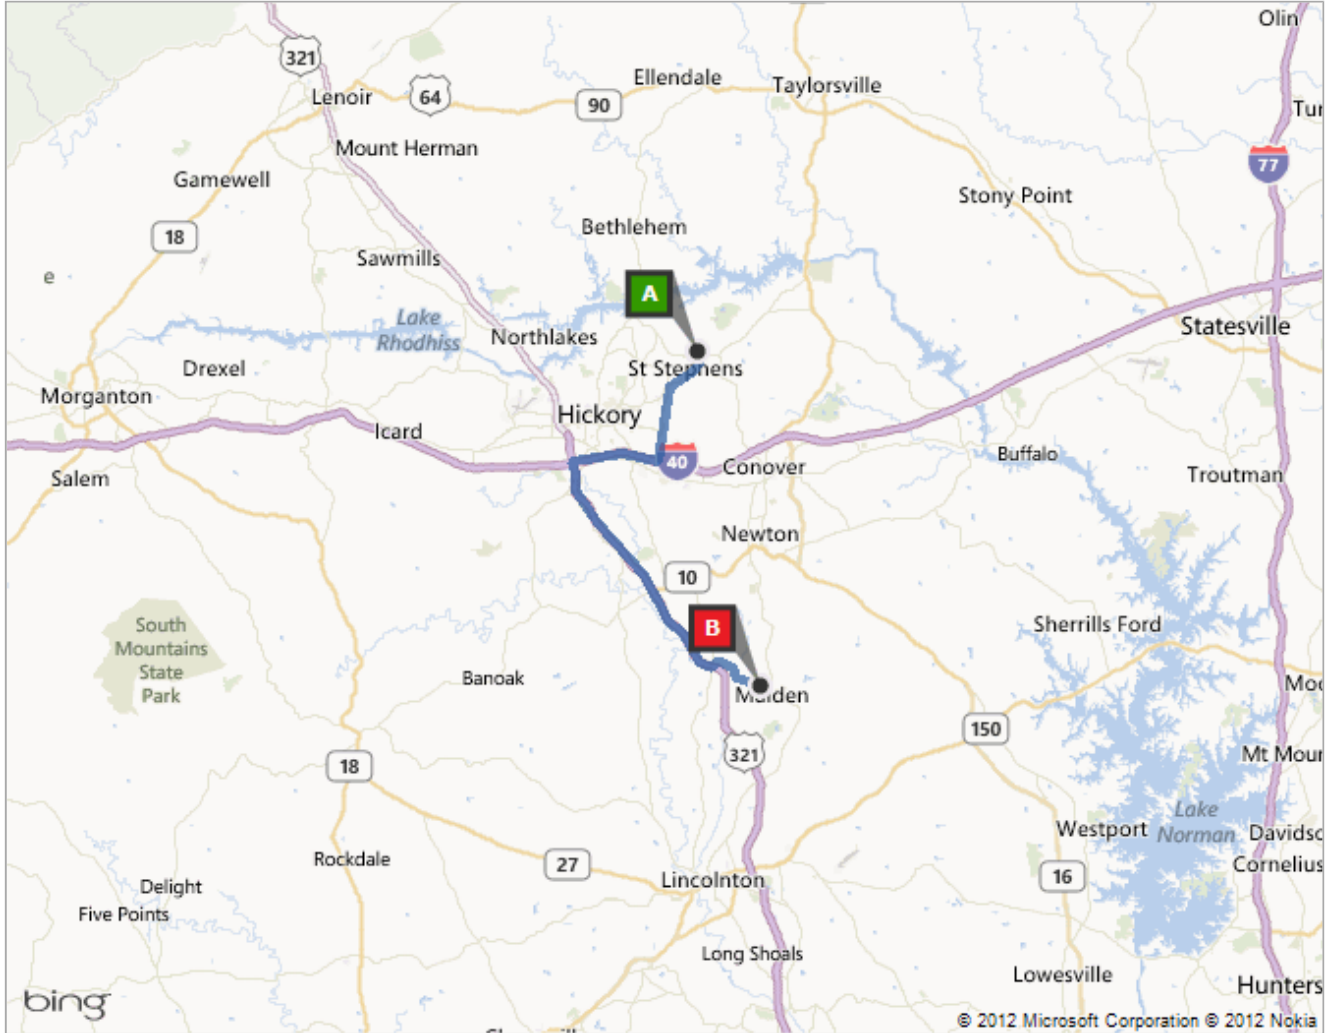 Olin
321
Ellendale
Taylorsville
Lenoir
64
90
Tur
Mount Herman
77
Gamewell
Stony Point
Bethlehem
18
Sawmills
e
A
Lake
Rhodhiss
Northlakes
Statesville
St Stephens
Drexel
Morganton
Hickory
Icard
Buffalo
40
Conover
Salem
Troutman
Newton
10
South
Mountains
State
Park
B
Sherrills Ford
Banoak
Maiden
Moo
150
321
Mt Mour
18
Lake
Norman
Westport
Davidsc
Rockdale
27
Cornelius
16
Lincolnton
Delight
Five Points
Long Shoals
Lowesville
Hunters
bing
© 2012 Microsoft Corporation © 2012 Nokia